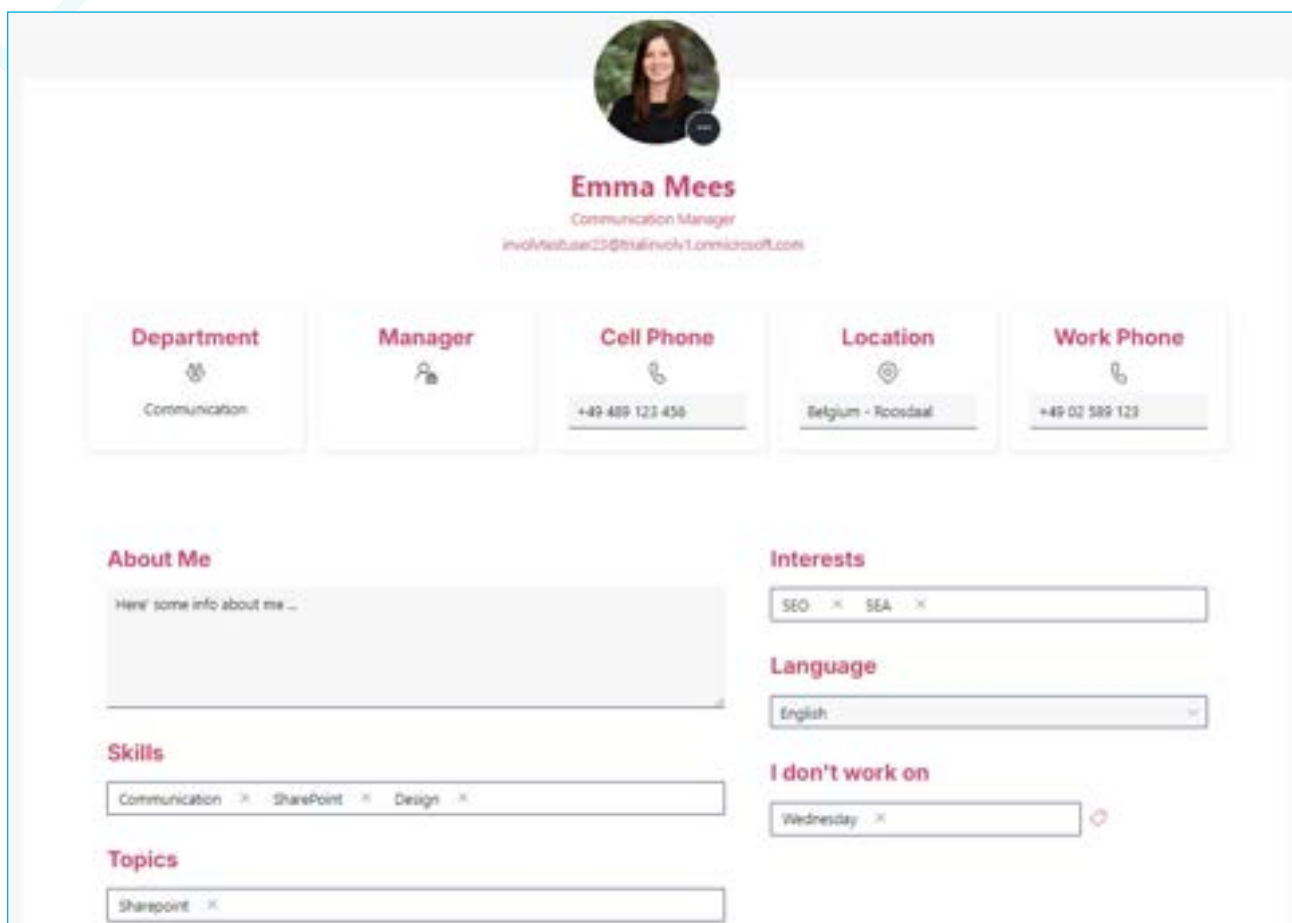 Emma Mees
Communication Manager
involvtestuser23@trialinvolv1.onmicrosoft.com
Department
Manager
Cell Phone
Location
Work Phone
Communication
+49 489 123 456
Belgium - Roosdaal
+49 02 589 123
About Me
Here' some info about me ...
Interests
SEO × SEA ×
Language
English
Skills
Communication × SharePoint × Design ×
I don't work on
Wednesday ×
Topics
Sharepoint ×